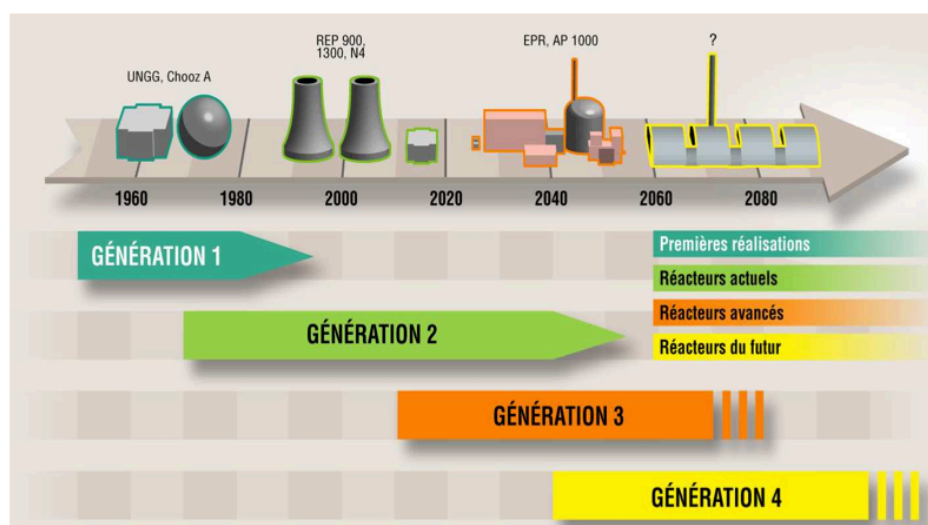 REP 900,
1300, N4
EPR, AP 1000
?
UNGG, Chooz A
1960
1980
2000
2020
2040
2060
2080
GÉNÉRATION 1
Premières réalisations
Réacteurs actuels
GÉNÉRATION 2
Réacteurs avancés
Réacteurs du futur
GÉNÉRATION 3
GÉNÉRATION 4